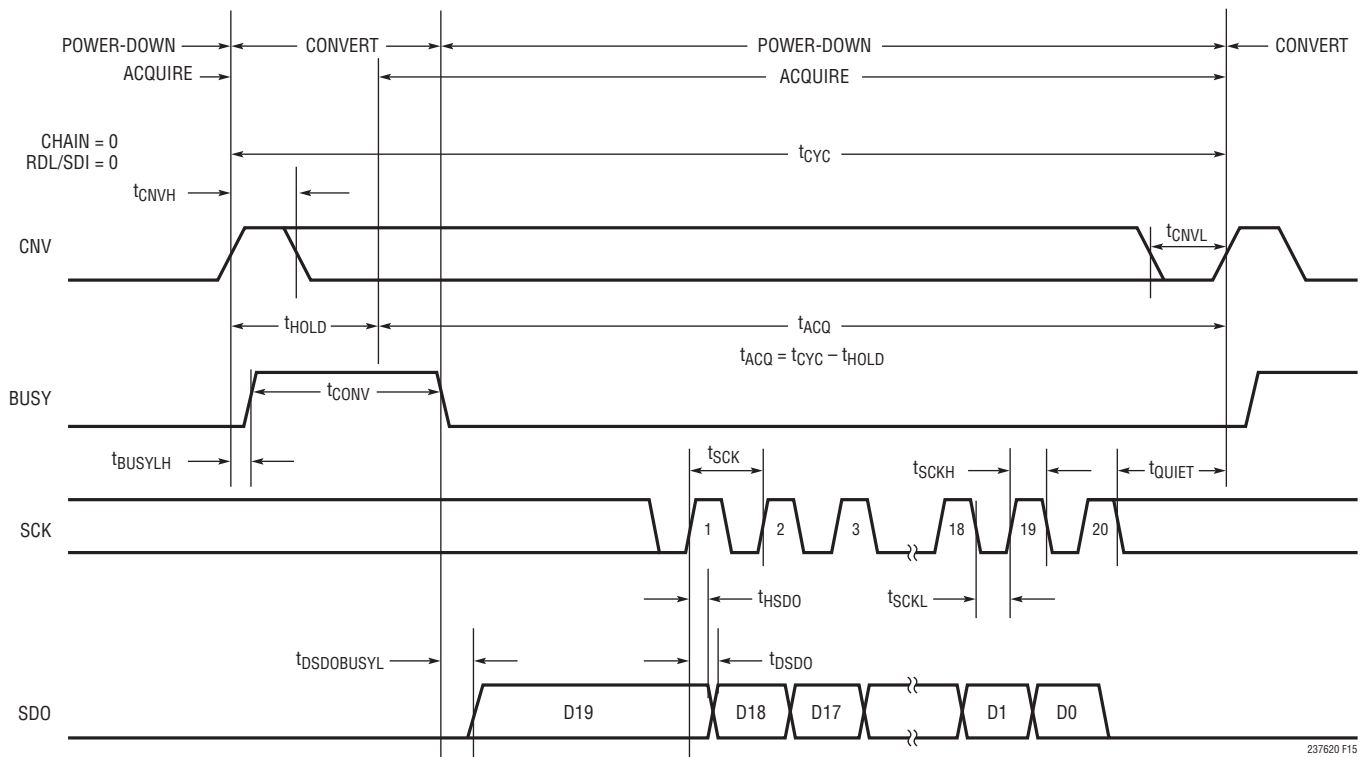 POWER-DOWN CONVERT POWER-DOWN CONVERT
ACQUIRE ACQUIRE
CHAIN = 0
RDL/SDI = 0
tCYC
tCNVH
CNV
tCNVL
tHOLD tACQ
tACQ = tCYC – tHOLD
BUSY
tCONV
tBUSYLH
tSCK tSCKH tQUIET
SCK
1 2 3 18 19 20
tHSDO tSCKL
tDSDOBUSYL tDSDO
SDO
D19 D18 D17 D1 D0
237620 F15